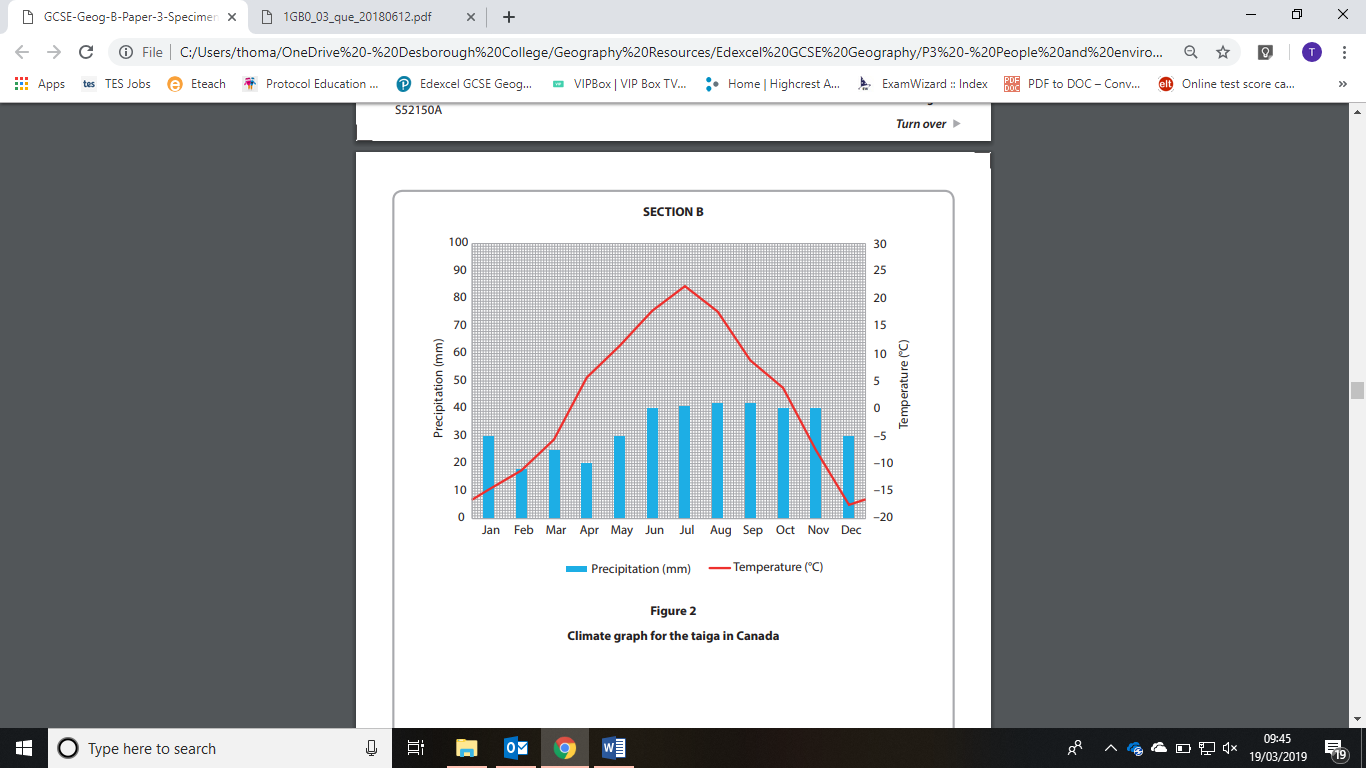 GCSE-Geog-B-Paper-3-Specimen
1GB0_03_que_20180612.pdf
File | C:/Users/thoma/OneDrive%20-%20Desborough%20College/Geography%20Resources/Edexcel%20GCSE%20Geography/P3%20-%20People%20and%20enviro...
T
Apps
tes TES Jobs
Eteach
Protocol Education ...
Edexcel GCSE Geog...
VIPBox | VIP Box TV...
Home | Highcrest A...
ExamWizard :: Index
PDF to DOC – Conv...
elt Online test score ca...
»
S52150A
Turn over
SECTION B
100 30
90 25
80 20
70 15
60 10
50 5
40 0
30 –5
20 –10
10 –15
0 –20
Precipitation (mm)
Temperature (°C)
Jan Feb Mar Apr May Jun Jul Aug Sep Oct Nov Dec
Precipitation (mm) Temperature (°C)
Figure 2
Climate graph for the taiga in Canada
Type here to search
09:45
19/03/2019
19